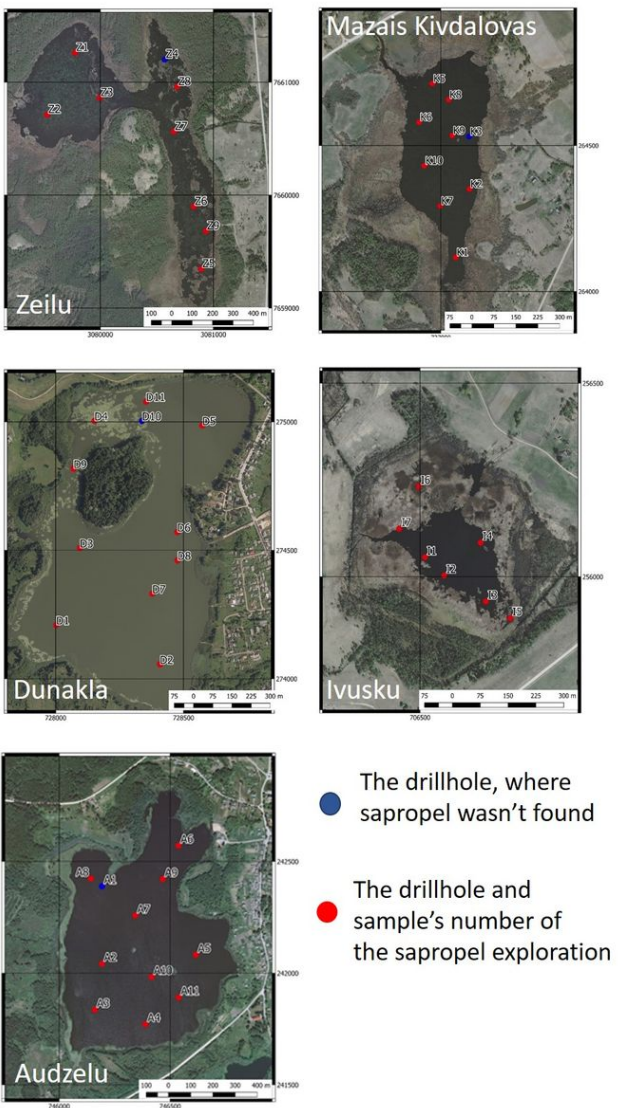 Z1
Z4
Z8
Z3
Z2
Z7
Z6
Z9
Z5
Zeilu
100 0 100 200 300 400 m
7661000
7660000
7659000
3080000 3081000
Mazais Kivdalovas
K5
K8
K6
K9 K3
K10
K2
K7
K1
75 0 75 150 225 300 m
264500
264000
D11
D4 D10 D5
D9
D6
D3
D8
D7
D1
D2
Dunakla
75 0 75 150 225 300 m
275000
274500
274000
728000 728500
I6
I7
I4
I1
I2
I3
I5
Ivusku
75 0 75 150 225 300 m
256500
256000
706500
A6
A8 A1 A9
A7
A5
A2
A10
A11
A3
A4
Audzelu
100 0 100 200 300 400 m
242500
242000
241500
746000 746500
The drillhole, where
sapropel wasn't found
The drillhole and
sample's number of
the sapropel exploration